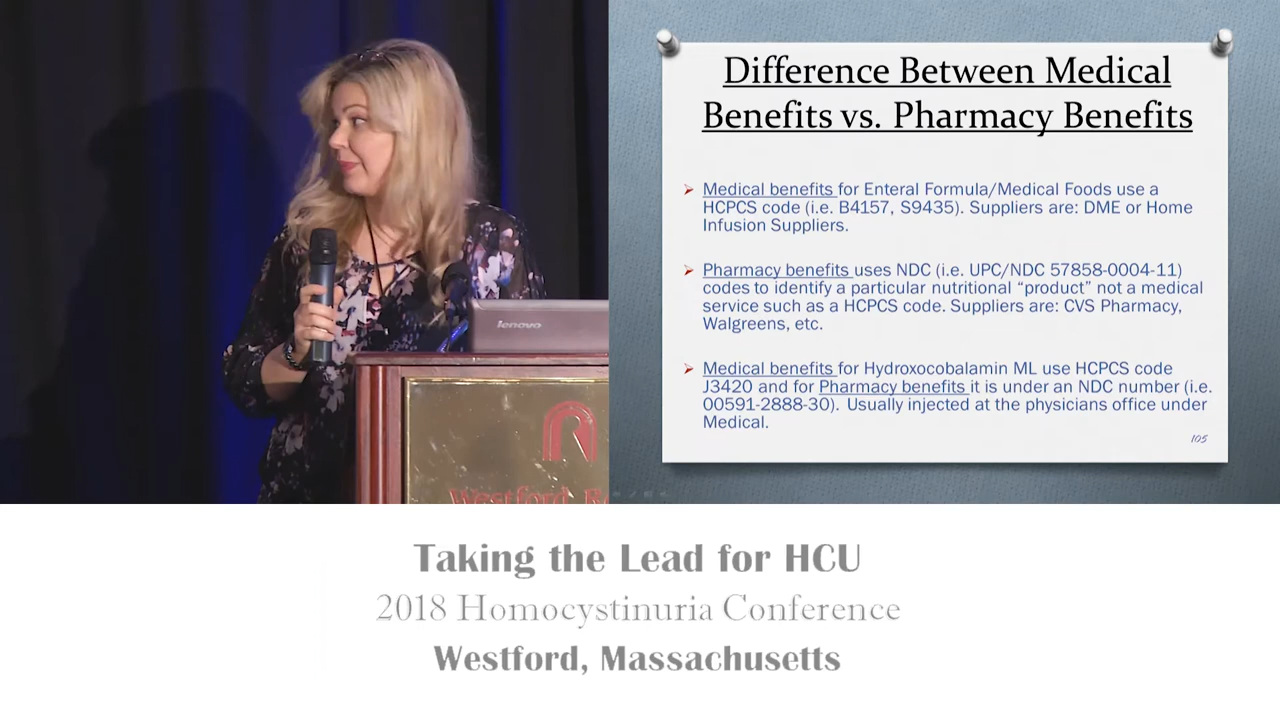 Difference Between Medical
Benefits vs. Pharmacy Benefits
Medical benefits for Enteral Formula/Medical Foods use a
HCPCS code (i.e. B4157, S9435). Suppliers are: DME or Home
Infusion Suppliers.
Pharmacy benefits uses NDC (i.e. UPC/NDC 57858-0004-11)
codes to identify a particular nutritional “product” not a medical
service such as a HCPCS code. Suppliers are: CVS Pharmacy,
Walgreens, etc.
Medical benefits for Hydroxocobalamin ML use HCPCS code
J3420 and for Pharmacy benefits it is under an NDC number (i.e.
00591-2888-30). Usually injected at the physicians office under
Medical.
105
lenovo
Westford, R
Taking the Lead for HCU
2018 Homocystinuria Conference
Westford, Massachusetts